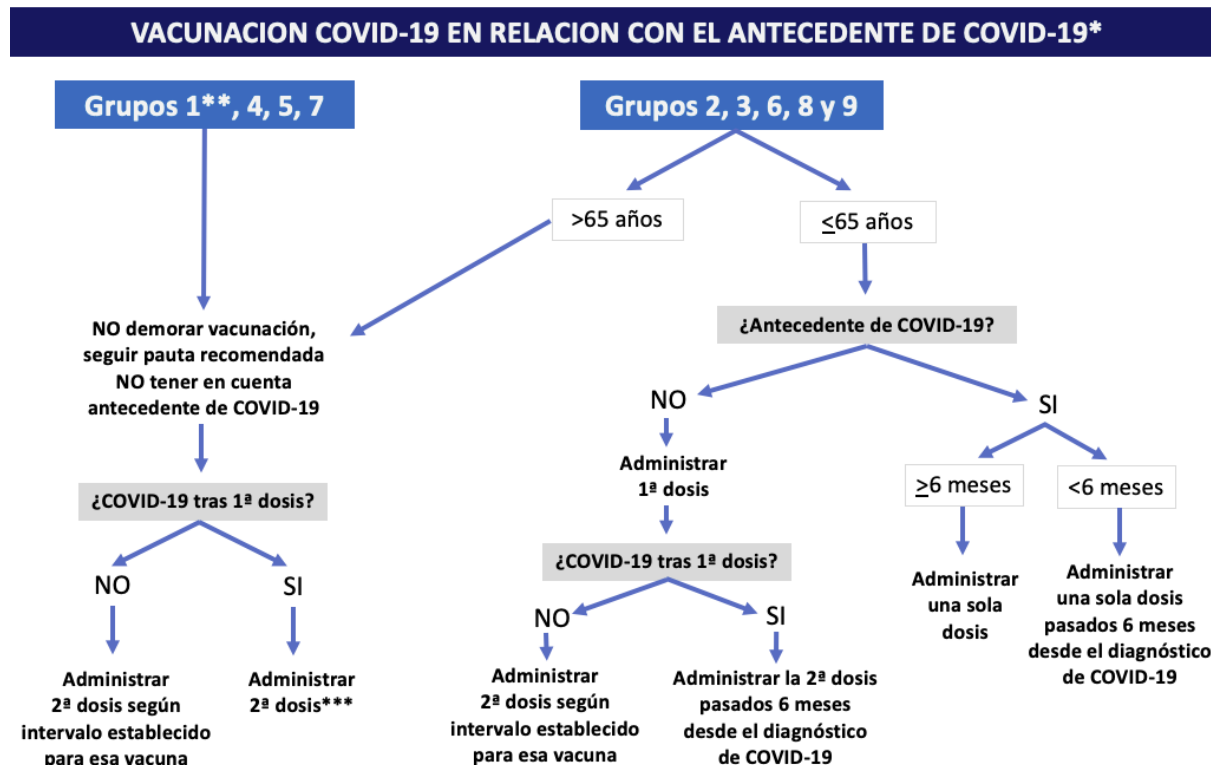 VACUNACION COVID-19 EN RELACION CON EL ANTECEDENTE DE COVID-19*
Grupos 1**, 4, 5, 7
Grupos 2, 3, 6, 8 y 9
>65 años
≤65 años
NO demorar vacunación,
seguir pauta recomendada
NO tener en cuenta
antecedente de COVID-19
¿Antecedente de COVID-19?
NO
SI
Administrar
1ª dosis
≥6 meses
<6 meses
¿COVID-19 tras 1ª dosis?
NO
SI
¿COVID-19 tras 1ª dosis?
NO
SI
Administrar
una sola
dosis
Administrar
una sola dosis
pasados 6 meses
desde el diagnóstico
de COVID-19
Administrar
2ª dosis según
intervalo establecido
para esa vacuna
Administrar
2ª dosis***
Administrar
2ª dosis según
intervalo establecido
para esa vacuna
Administrar la 2ª dosis
pasados 6 meses
desde el diagnóstico
de COVID-19